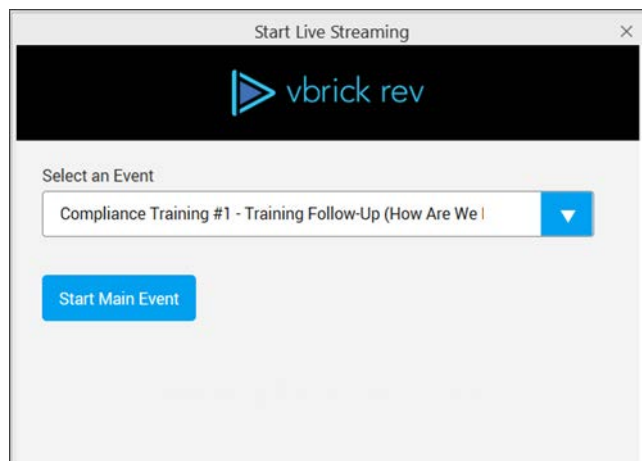 Start Live Streaming
vbrick rev
Select an Event
Compliance Training #1 - Training Follow-Up (How Are We
Start Main Event